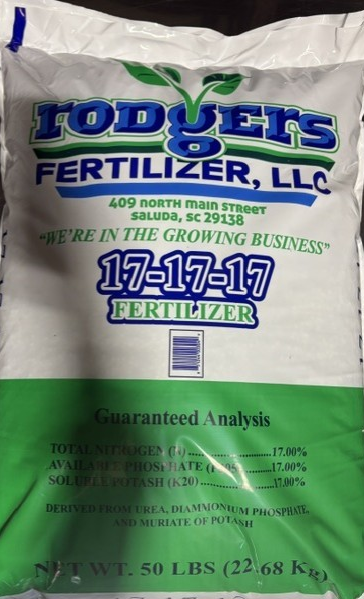 rodgers
FERTILIZER, LLC
409 NORTH MAIN STREET
SALUDA, SC 29138
"WE'RE IN THE GROWING BUSINESS"
17-17-17
FERTILIZER
Guaranteed Analysis
TOTAL NITROGEN (N)..........................17.00%
AVAILABLE PHOSPHATE (P205)..........17.00%
SOLUBLE POTASH (K20)......................17.00%
DERIVED FROM UREA, DIAMMONIUM PHOSPHATE,
AND MURIATE OF POTASH
NET WT. 50 LBS (22.68 Kg)